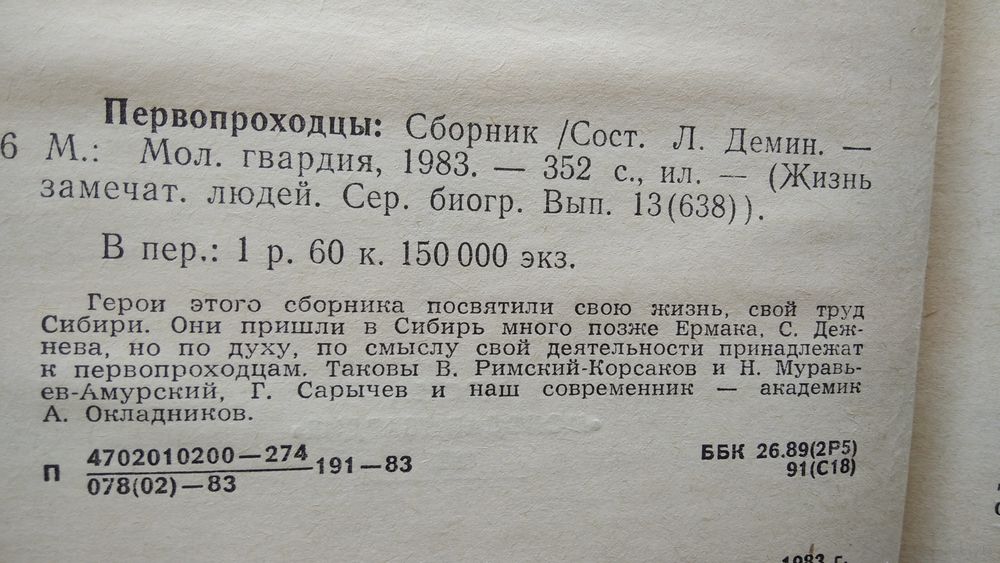 Первопроходцы: Сборник /Сост. Л. Демин. —
6 М.: Мол. гвардия, 1983. — 352 с., ил. — (Жизнь
замечат. людей. Сер. биогр. Вып. 13(638)).
В пер.: 1 р. 60 к. 150 000 экз.
Герои этого сборника посвятили свою жизнь, свой труд
Сибири. Они пришли в Сибирь много позже Ермака, С. Деж-
нева, но по духу, по смыслу свой деятельности принадлежат
к первопроходцам. Таковы В. Римский-Корсаков и Н. Муравь-
ев-Амурский, Г. Сарычев и наш современник — академик
А. Окладников.
П 4702010200—274 191—83
078(02)—83
ББК 26.89(2Р5)
91(С18)
1983 г.